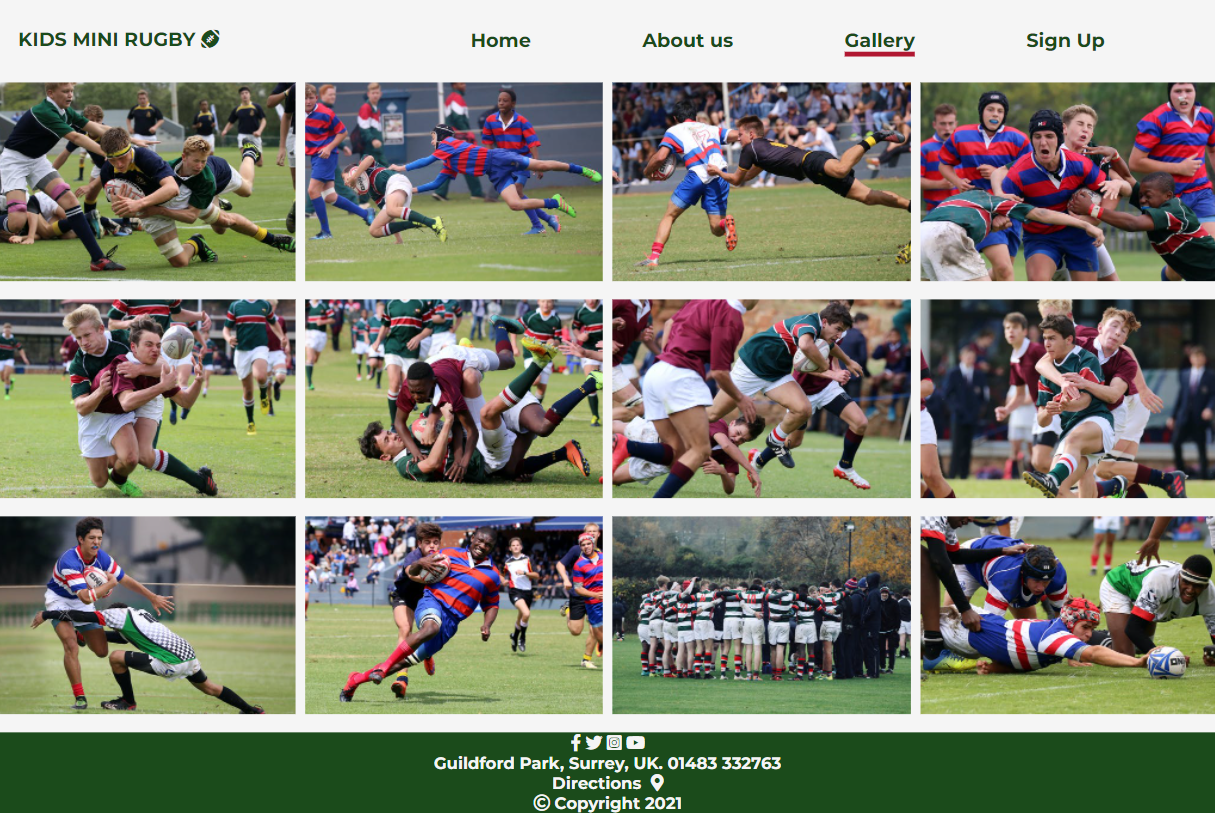 KIDS MINI RUGBY
Home
About us
Gallery
Sign Up
Guildford Park, Surrey, UK. 01483 332763
Directions
© Copyright 2021